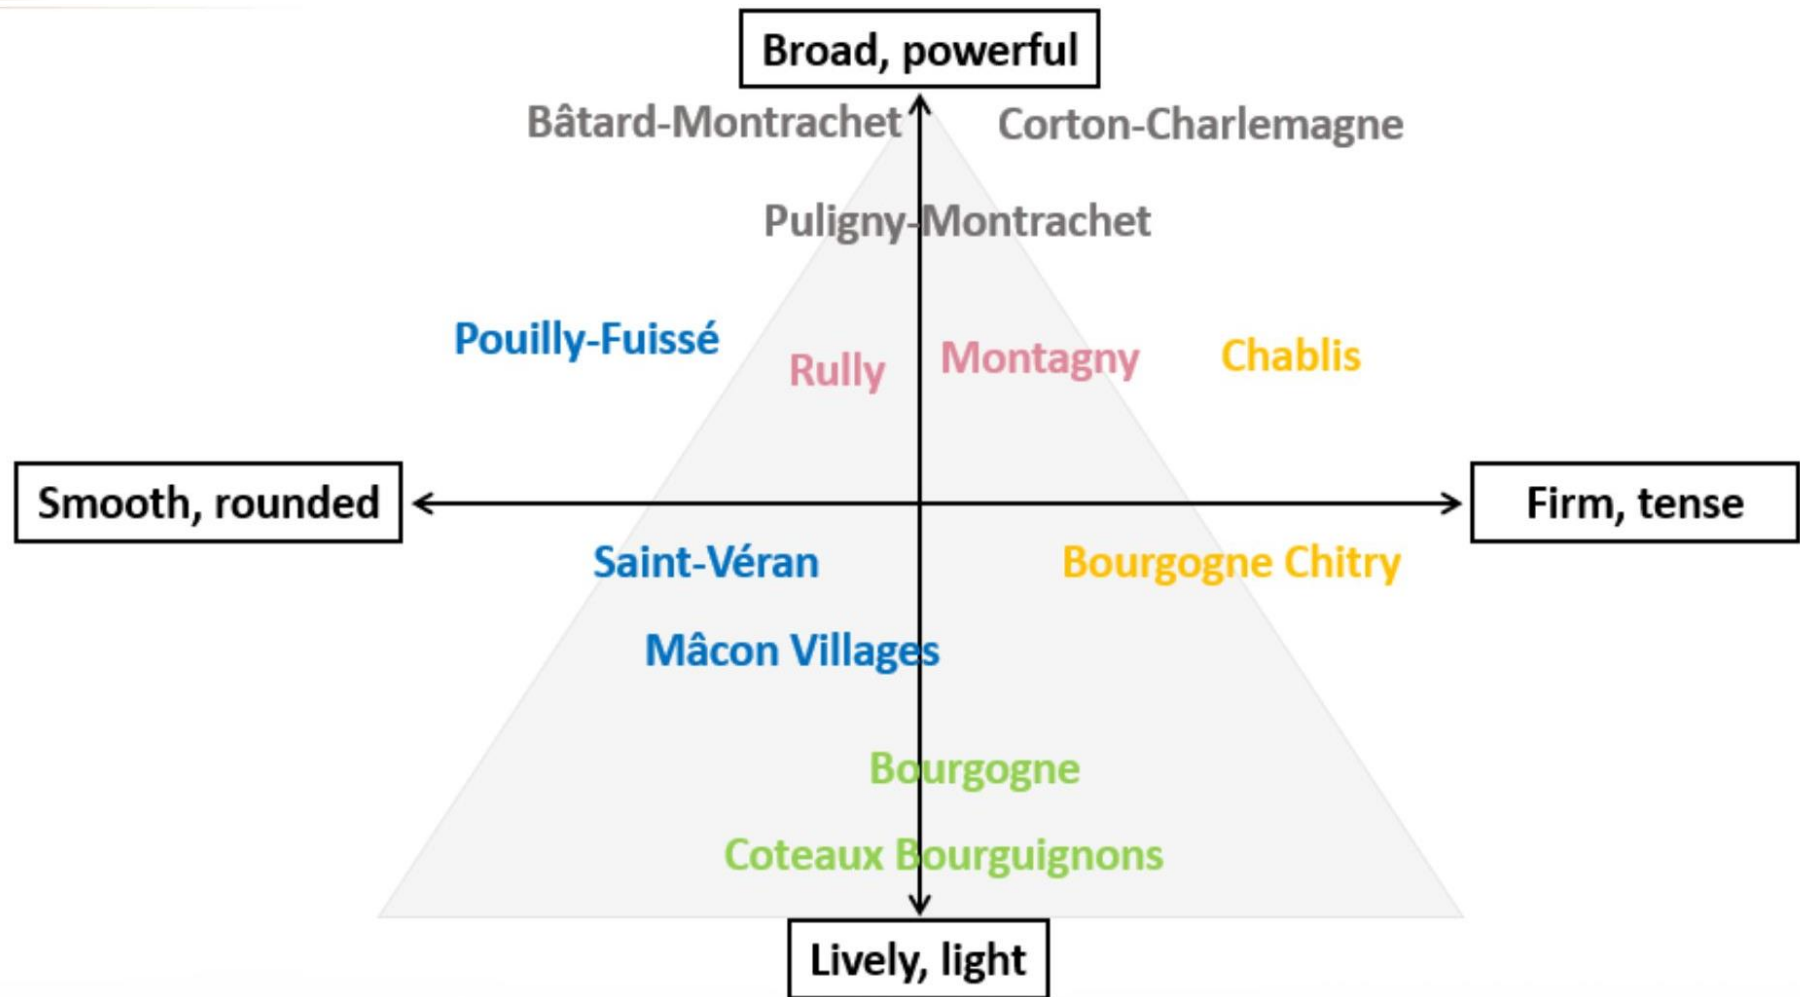 Broad, powerful
Bâtard-Montrachet
Corton-Charlemagne
Puligny-Montrachet
Pouilly-Fuissé
Rully
Montagny
Chablis
Smooth, rounded
Firm, tense
Saint-Véran
Bourgogne Chitry
Mâcon Villages
Bourgogne
Coteaux Bourguignons
Lively, light